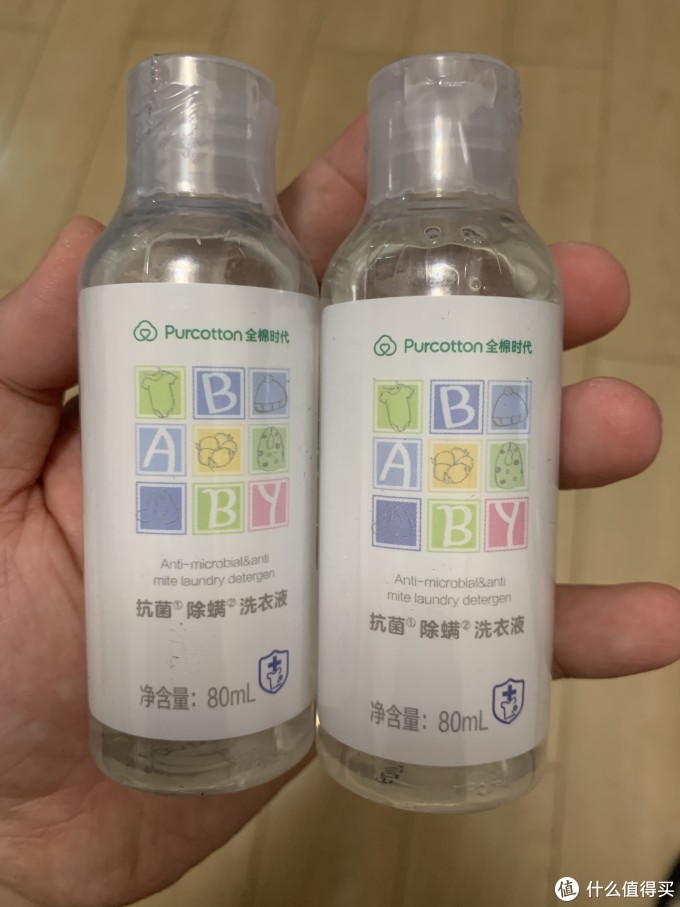 Purcotton 全棉时代
B
A
BY
Anti-microbial&anti
mite laundry detergen
抗菌① 除螨② 洗衣液
净含量：80mL
Purcotton 全棉时代
B
A
BY
Anti-microbial&anti
mite laundry detergen
抗菌① 除螨② 洗衣液
净含量：80mL
值 什么值得买